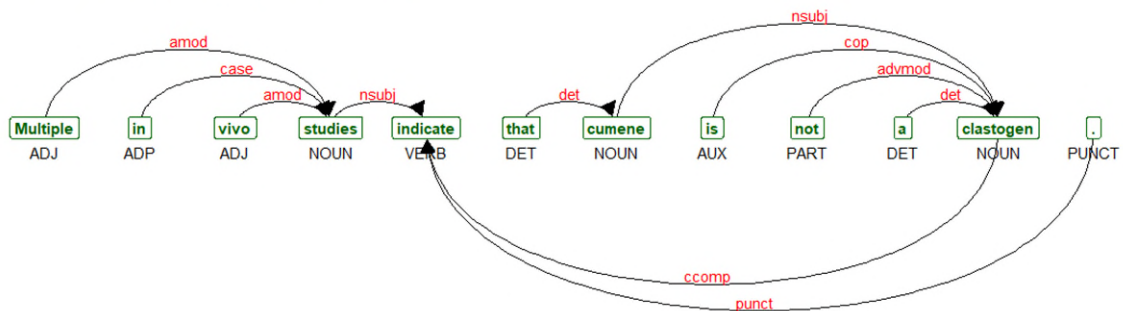 nsubj
amod cop
case advmod
amod nsubj det det
Multiple in vivo studies indicate that cumene is not a clastogen .
ADJ ADP ADJ NOUN VERB DET NOUN AUX PART DET NOUN PUNCT
ccomp
punct